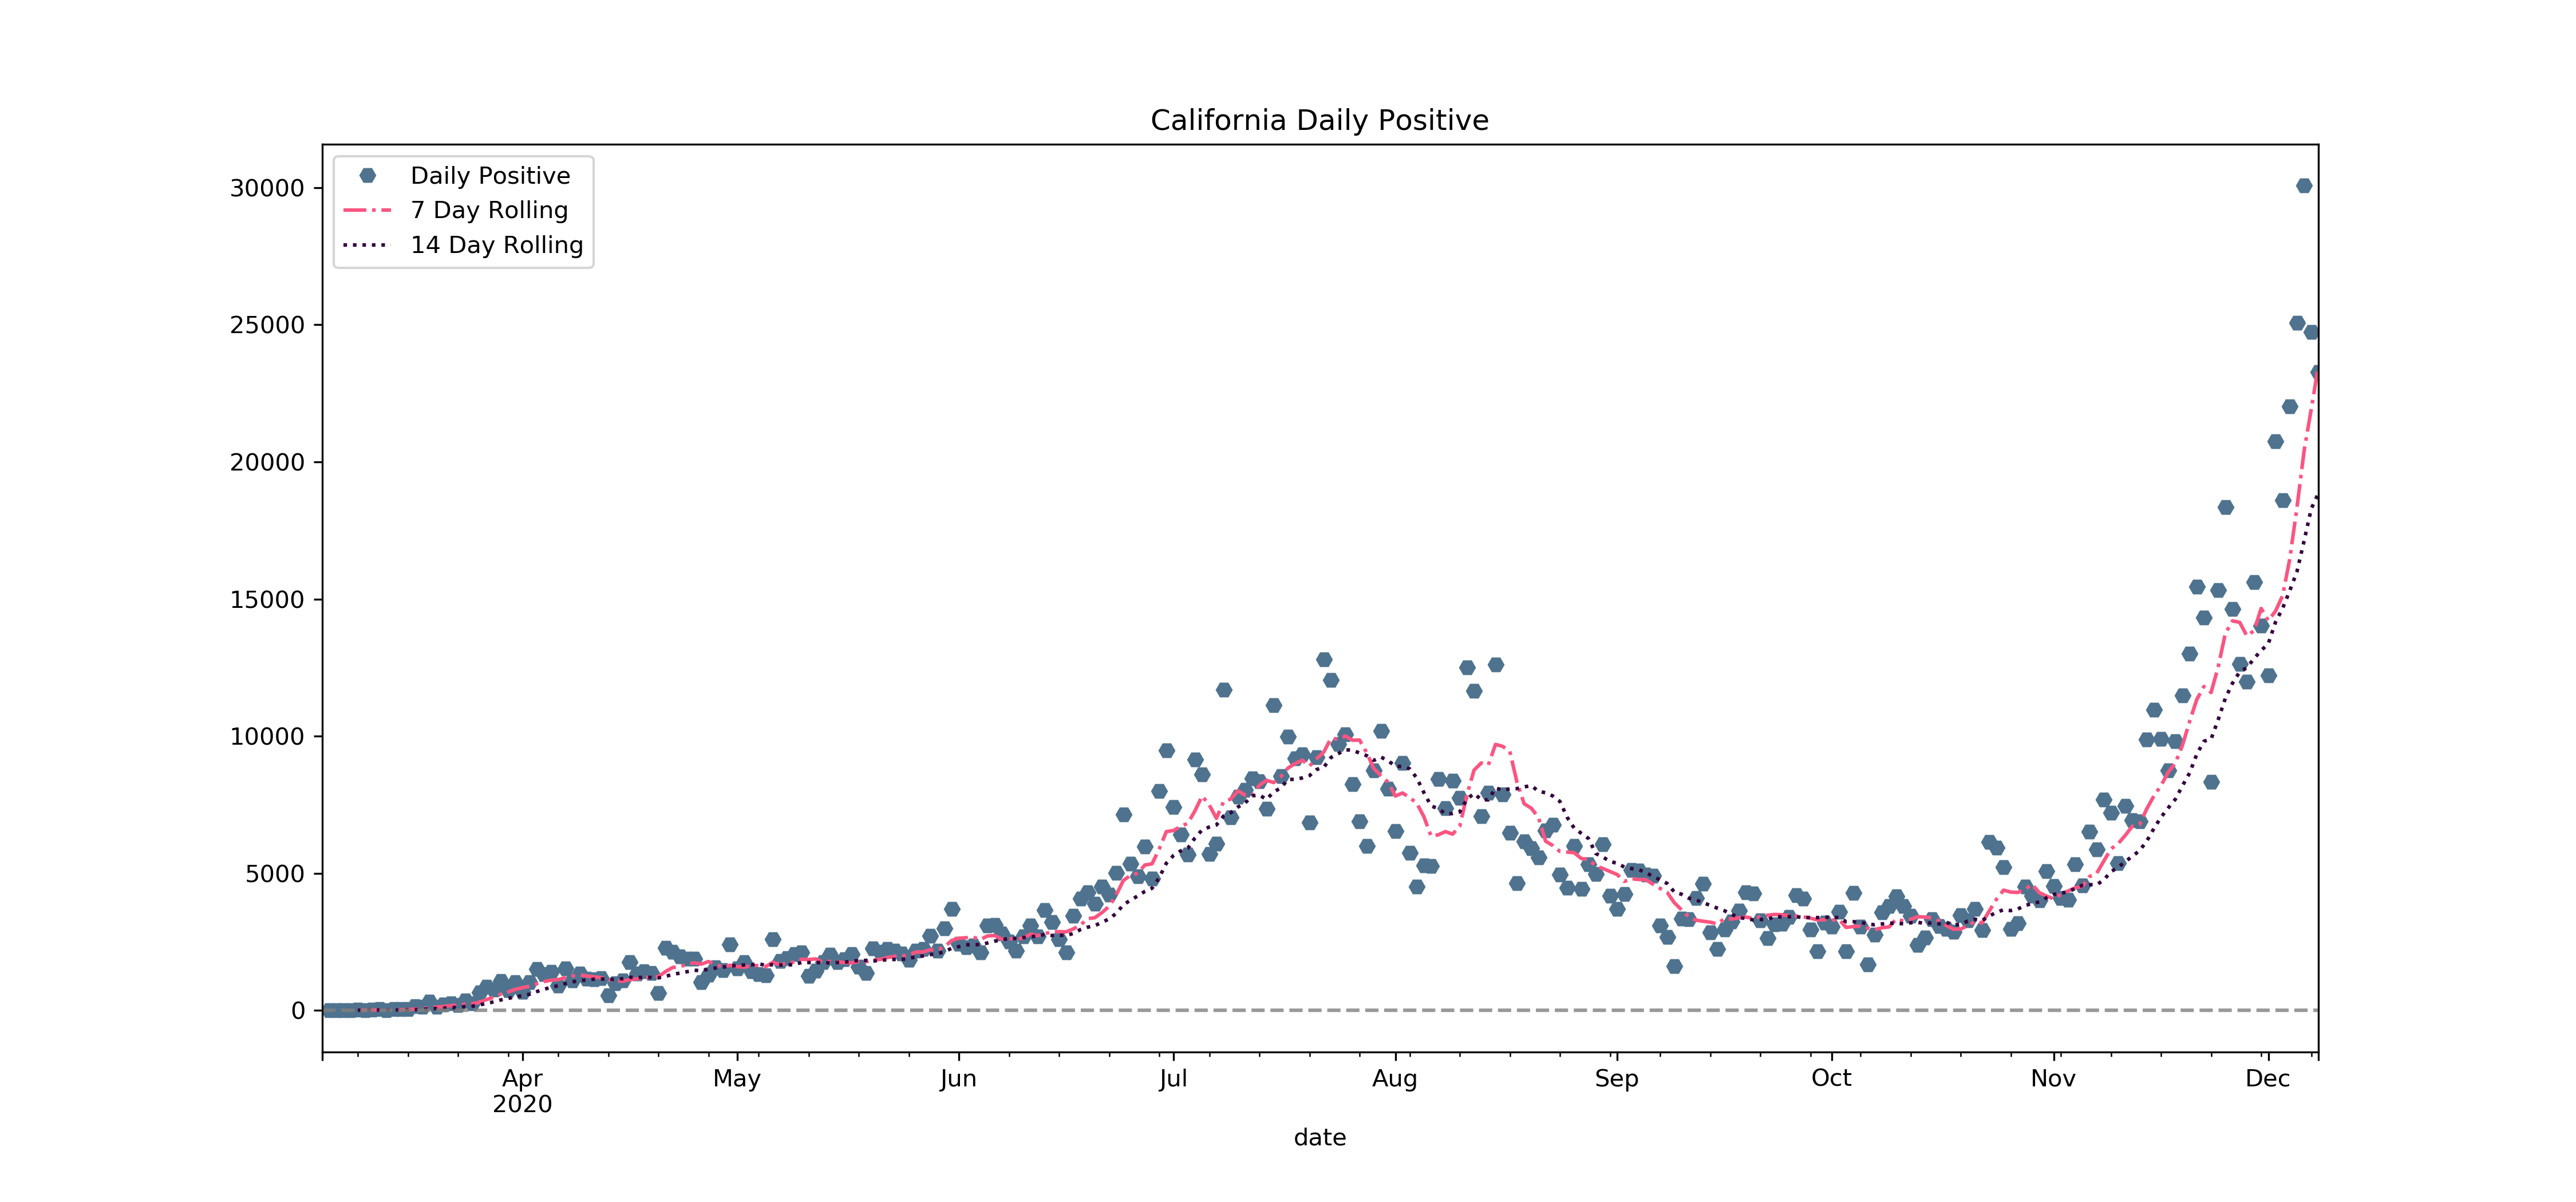 California Daily Positive
Daily Positive
7 Day Rolling
14 Day Rolling
30000
25000
20000
15000
10000
5000
0
Apr May Jun Jul Aug Sep Oct Nov Dec
2020
date